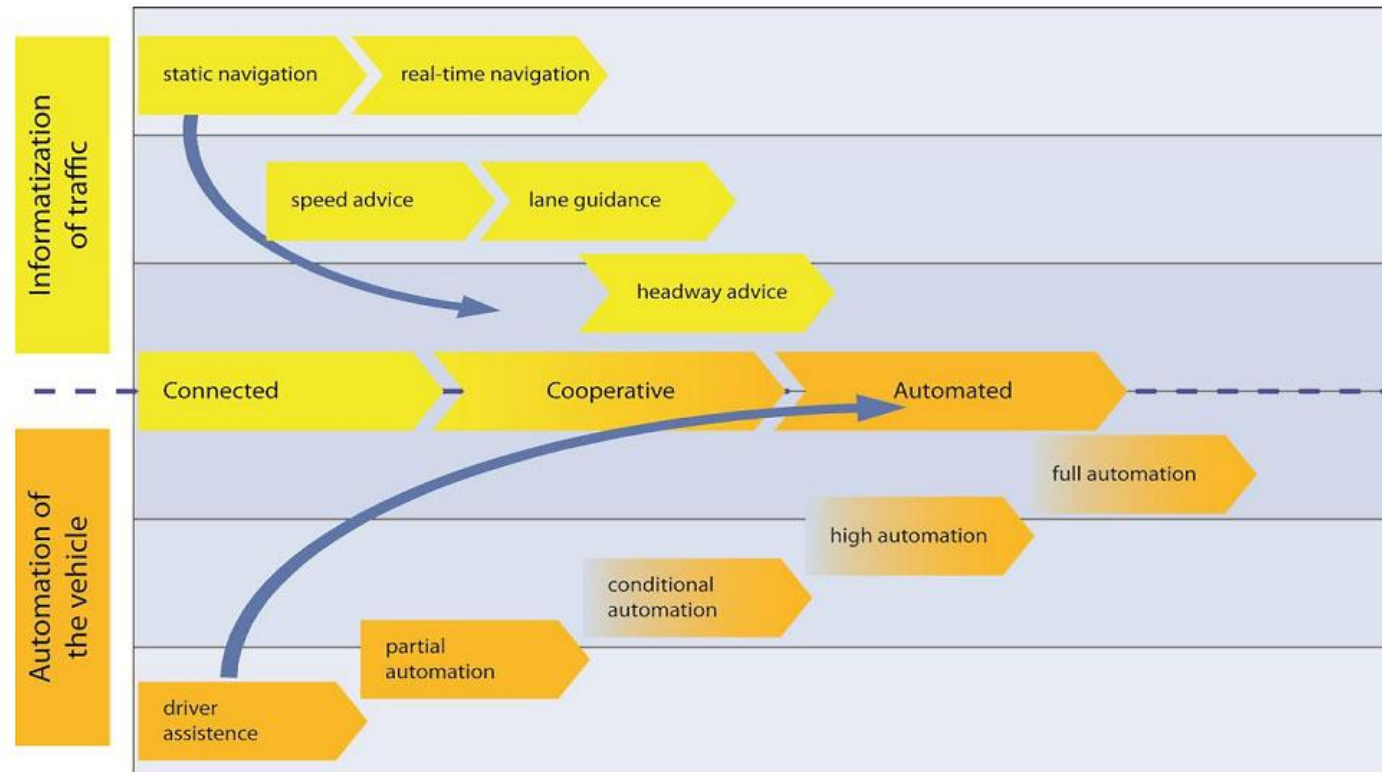 Informatization
of traffic
static navigation
real-time navigation
speed advice
lane guidance
headway advice
Connected
Cooperative
Automated
Automation of
the vehicle
full automation
high automation
conditional
automation
partial
automation
driver
assistence